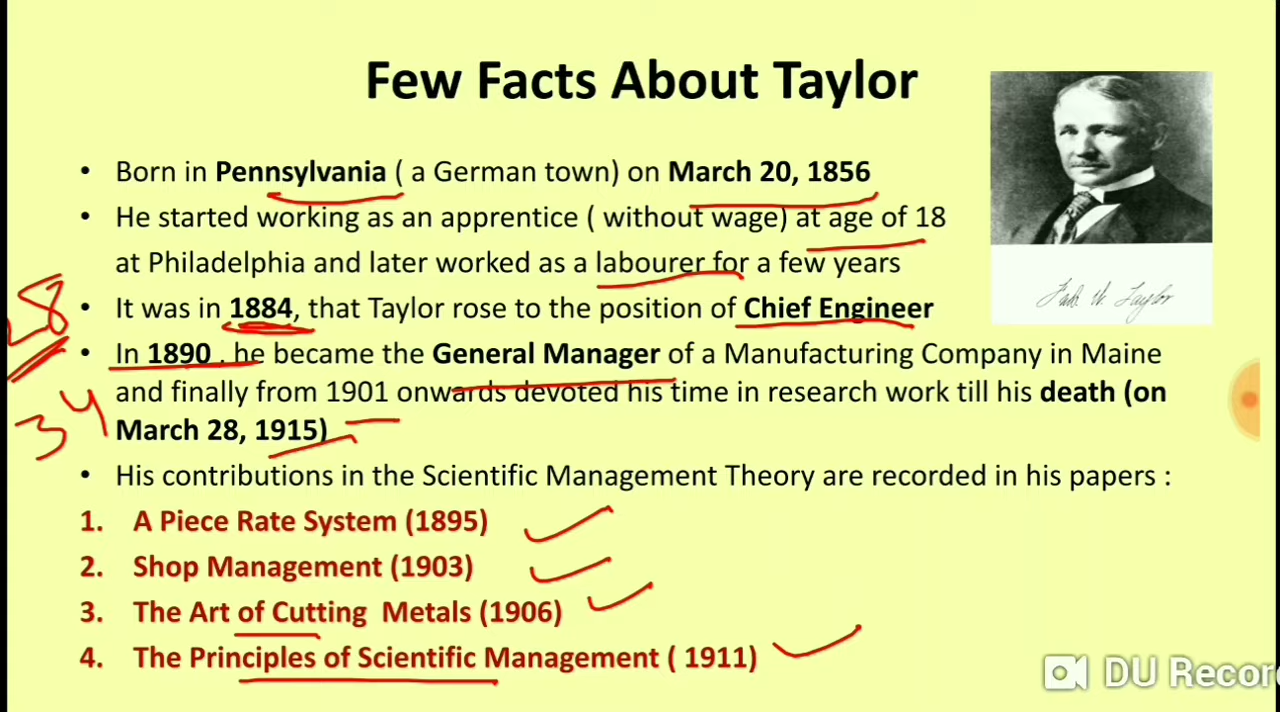 Few Facts About Taylor
• Born in Pennsylvania ( a German town) on March 20, 1856
• He started working as an apprentice ( without wage) at age of 18
at Philadelphia and later worked as a labourer for a few years
• It was in 1884, that Taylor rose to the position of Chief Engineer
28
• In 1890 , he became the General Manager of a Manufacturing Company in Maine
and finally from 1901 onwards devoted his time in research work till his death (on
34
March 28, 1915)
• His contributions in the Scientific Management Theory are recorded in his papers :
1. A Piece Rate System (1895)
2. Shop Management (1903)
3. The Art of Cutting Metals (1906)
4. The Principles of Scientific Management ( 1911)
Fred. W. Taylor
DU Recor